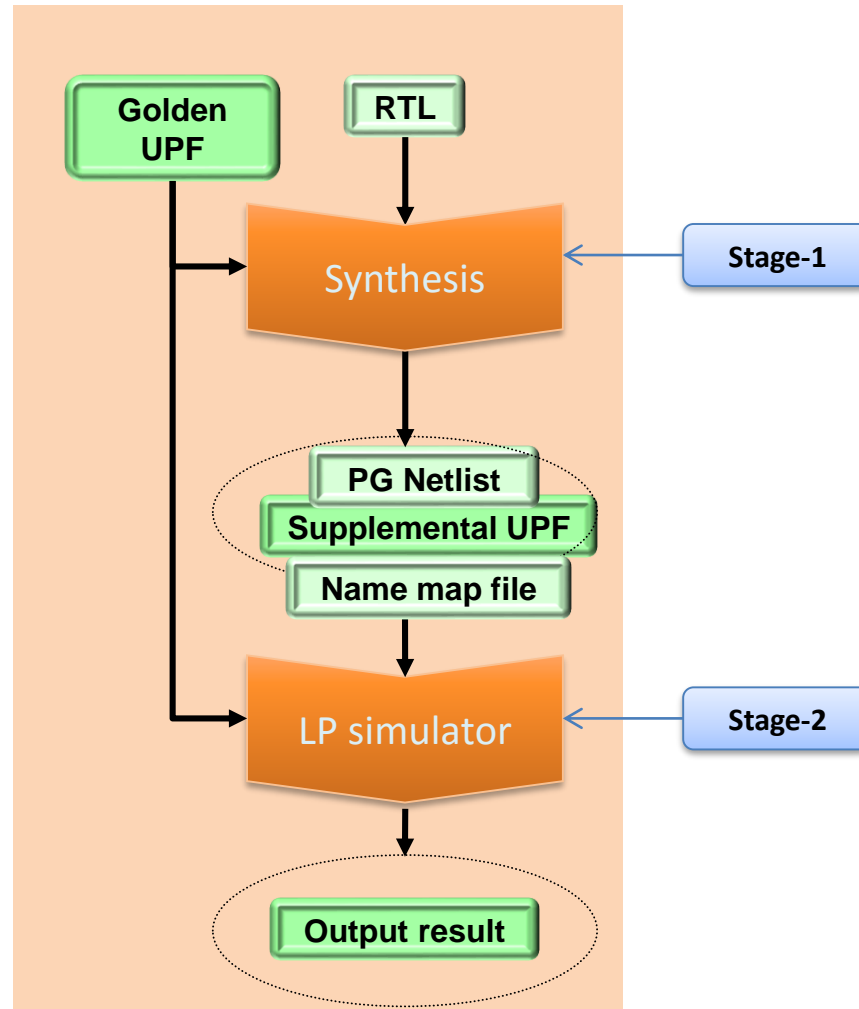 Golden
UPF
RTL
Synthesis
Stage-1
PG Netlist
Supplemental UPF
Name map file
LP simulator
Stage-2
Output result